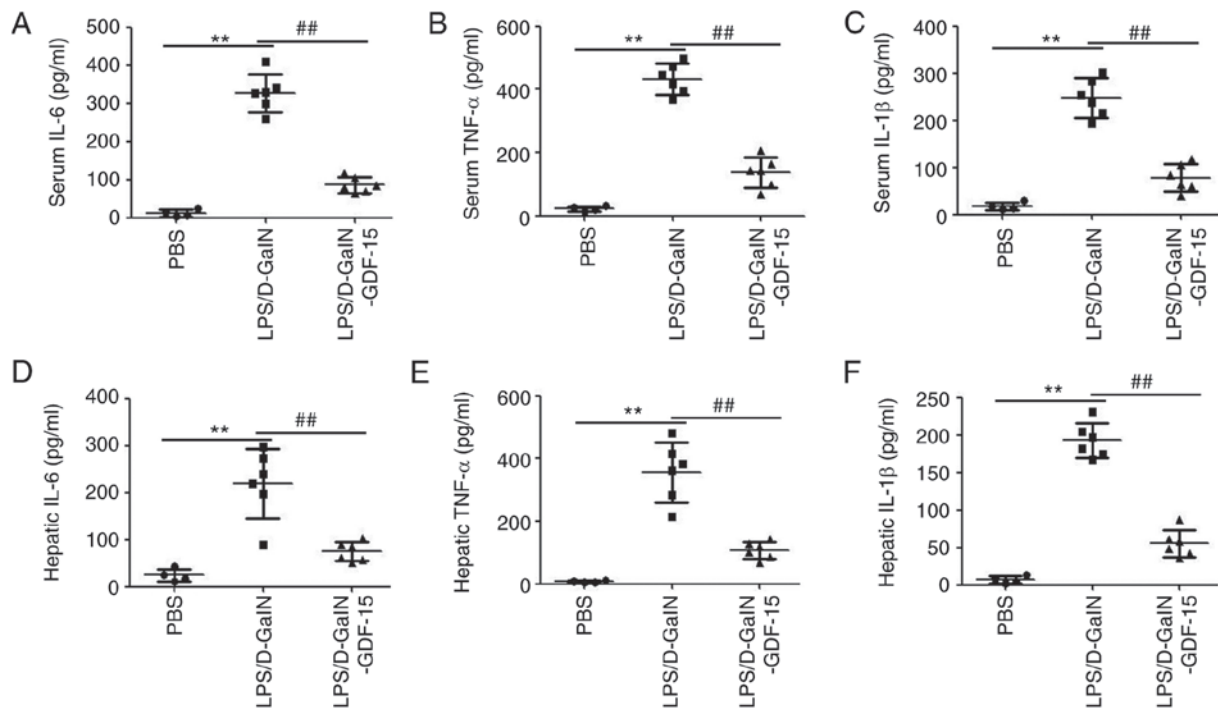 A
Serum IL-6 (pg/ml)
500
400
300
200
100
0
**
##
PBS
LPS/D-GalN
LPS/D-GalN
-GDF-15
B
Serum TNF-α (pg/ml)
600
400
200
0
**
##
PBS
LPS/D-GalN
LPS/D-GalN
-GDF-15
C
Serum IL-1β (pg/ml)
400
300
200
100
0
**
##
PBS
LPS/D-GalN
LPS/D-GalN
-GDF-15
D
Hepatic IL-6 (pg/ml)
400
300
200
100
0
**
##
PBS
LPS/D-GalN
LPS/D-GalN
-GDF-15
E
Hepatic TNF-α (pg/ml)
600
400
200
0
**
##
PBS
LPS/D-GalN
LPS/D-GalN
-GDF-15
F
Hepatic IL-1β (pg/ml)
250
200
150
100
50
0
**
##
PBS
LPS/D-GalN
LPS/D-GalN
-GDF-15